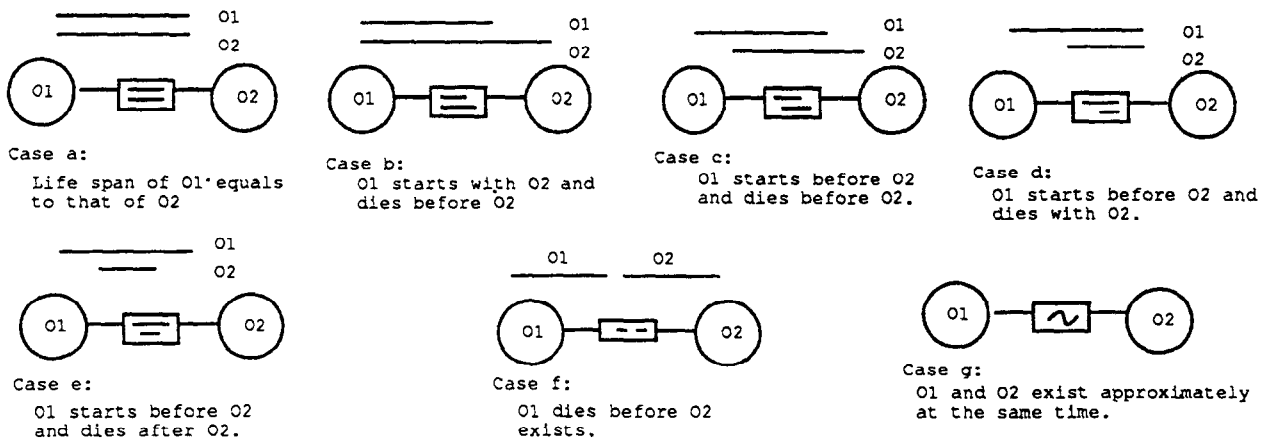 O1
O2
O1
O2
Case a:
Life span of O1 equals
to that of O2
O1
O2
O1
O2
Case b:
O1 starts with O2 and
dies before O2
O1
O2
O1
O2
Case c:
O1 starts before O2
and dies before O2.
O1
O2
O1
O2
Case d:
O1 starts before O2 and
dies with O2.
O1
O2
O1
O2
Case e:
O1 starts before O2
and dies after O2.
O1
O2
O1
O2
Case f:
O1 dies before O2
exists.
O1
O2
Case g:
O1 and O2 exist approximately
at the same time.